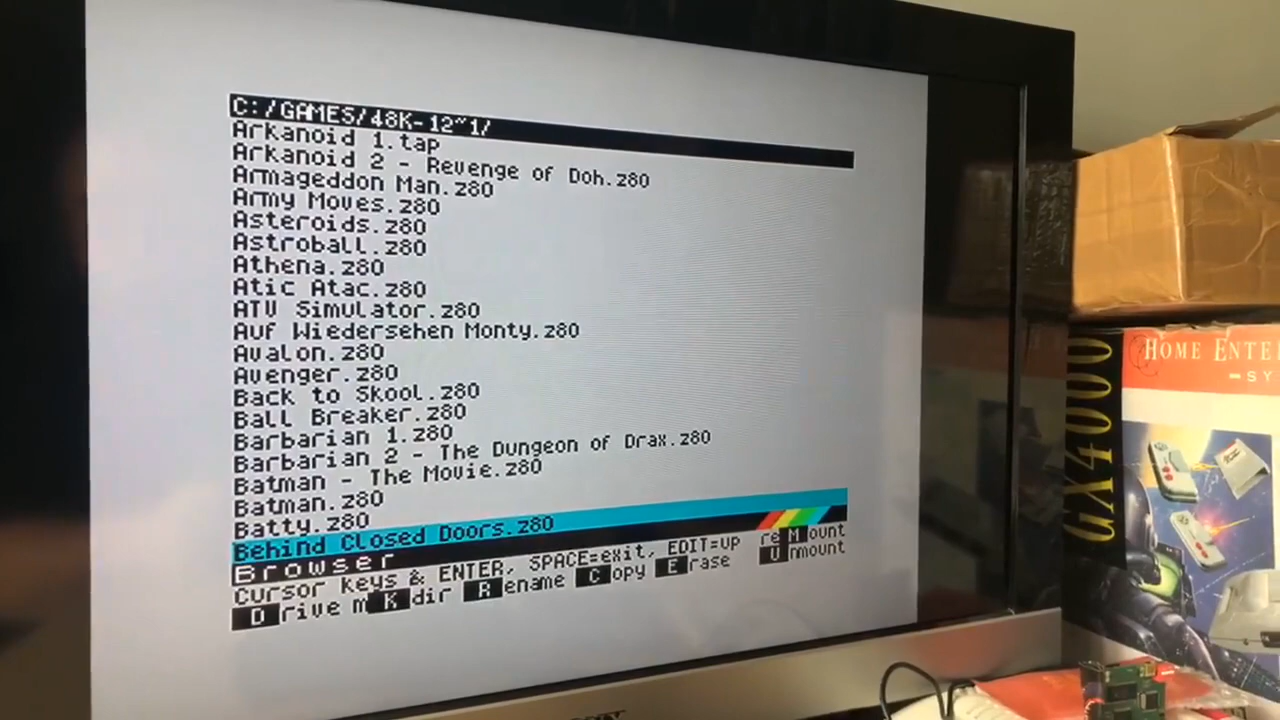 C:/GAMES/48K-12~1/
Arkanoid 1.tap
Arkanoid 2 - Revenge of Doh.z80
Armageddon Man.z80
Army Moves.z80
Asteroids.z80
Astroball.z80
Athena.z80
Atic Atac.z80
ATV Simulator.z80
Auf Wiedersehen Monty.z80
Avalon.z80
Avenger.z80
Back to Skool.z80
Ball Breaker.z80
Barbarian 1.z80
Barbarian 2 - The Dungeon of Drax.z80
Batman - The Movie.z80
Batman.z80
Batty.z80
Behind Closed Doors.z80
Browser
Cursor keys & ENTER, SPACE=exit, EDIT=up reMount
Drive mKdir Rename Copy Erase Unmount
GX4000
HOME ENTE
SY